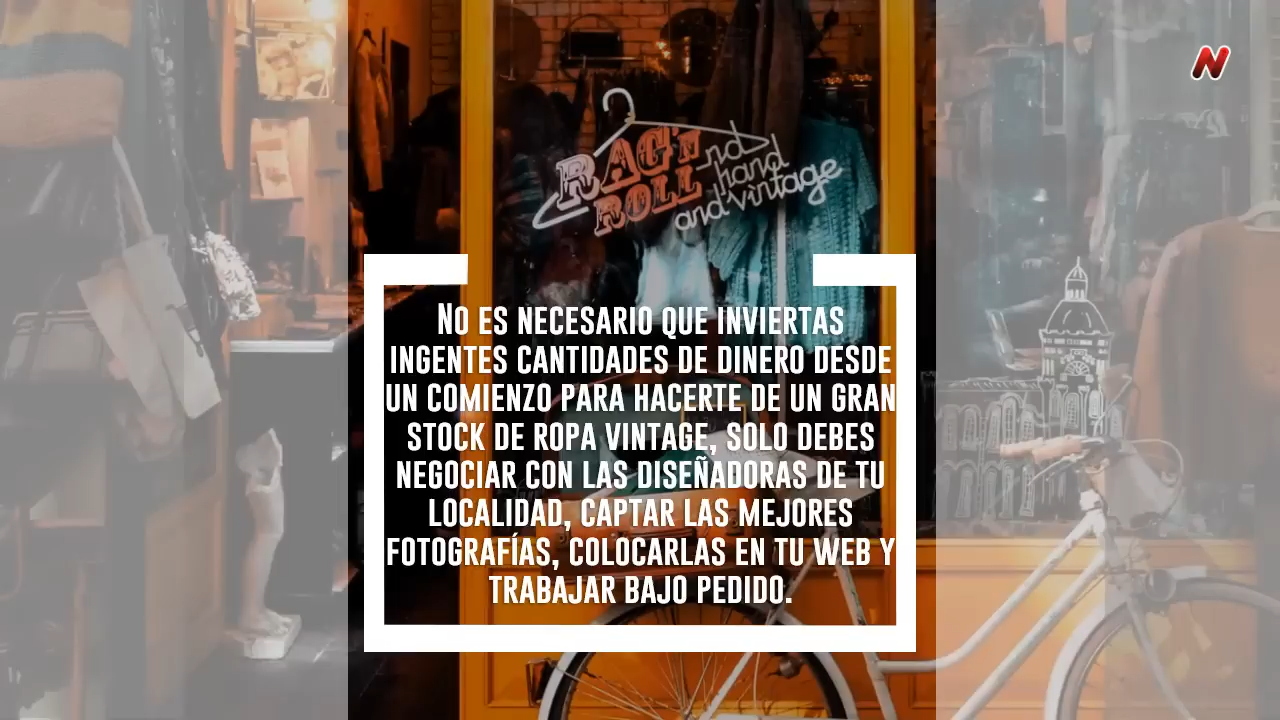 N
RAG'N
ROLL
2nd
hand
and vintage
No es necesario que inviertas
ingentes cantidades de dinero desde
un comienzo para hacerte de un gran
stock de ropa vintage, solo debes
negociar con las diseñadoras de tu
localidad, captar las mejores
fotografías, colocarlas en tu web y
trabajar bajo pedido.